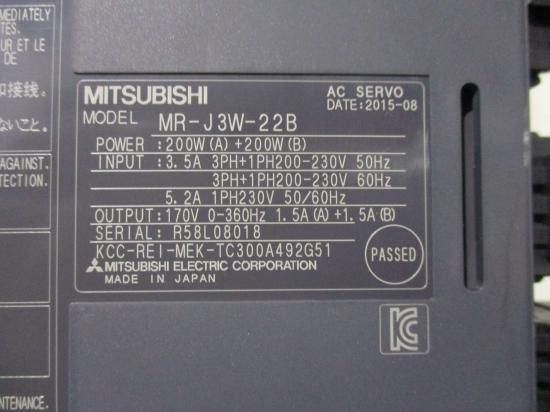 MEDIATELY
TES.
UR ET LE
DE
和接线。
ないこと。
AGAINST.
TECTION.
NTENANCE.
MITSUBISHI
AC SERVO
DATE:2015-08
MODEL MR-J3W-22B
POWER :200W(A)+200W(B)
INPUT :3.5A 3PH+1PH200-230V 50Hz
3PH+1PH200-230V 60Hz
5.2A 1PH230V 50/60Hz
OUTPUT:170V 0-360Hz 1.5A(A)+1.5A(B)
SERIAL: R58L08018
KCC-REI-MEK-TC300A492G51
MITSUBISHI ELECTRIC CORPORATION
MADE IN JAPAN
PASSED